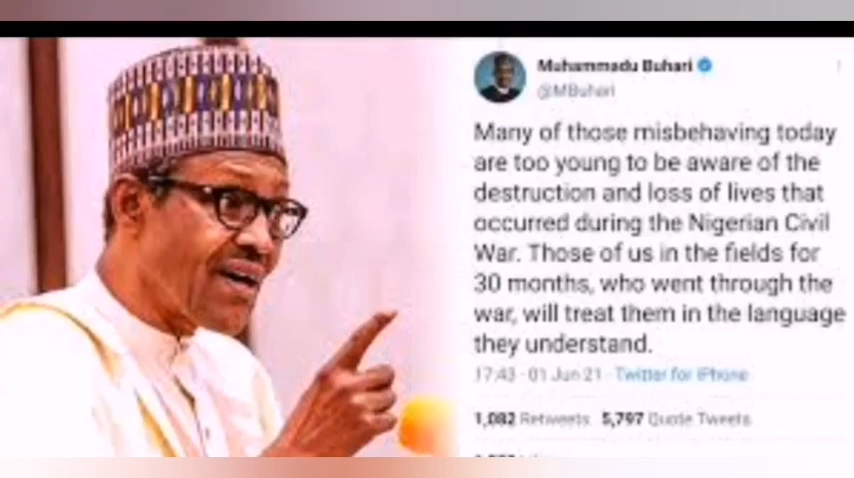 Muhammadu Buhari
@MBuhari
Many of those misbehaving today
are too young to be aware of the
destruction and loss of lives that
occurred during the Nigerian Civil
War. Those of us in the fields for
30 months, who went through the
war, will treat them in the language
they understand.
17:43 · 01 Jun 21 · Twitter for iPhone
1,082 Retweets 5,797 Quote Tweets